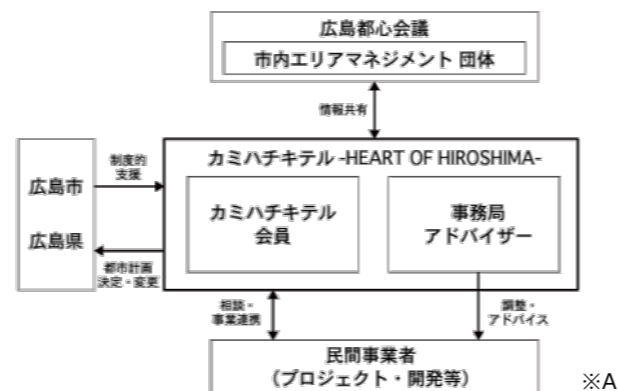 広島都心会議
市内エリアマネジメント 団体
情報共有
カミハチキテル -HEART OF HIROSHIMA-
広島市
広島県
制度的
支援
都市計画
決定・変更
カミハチキテル
会員
事務局
アドバイザー
相談・
事業連携
調整・
アドバイス
民間事業者
(プロジェクト・開発等)
※A